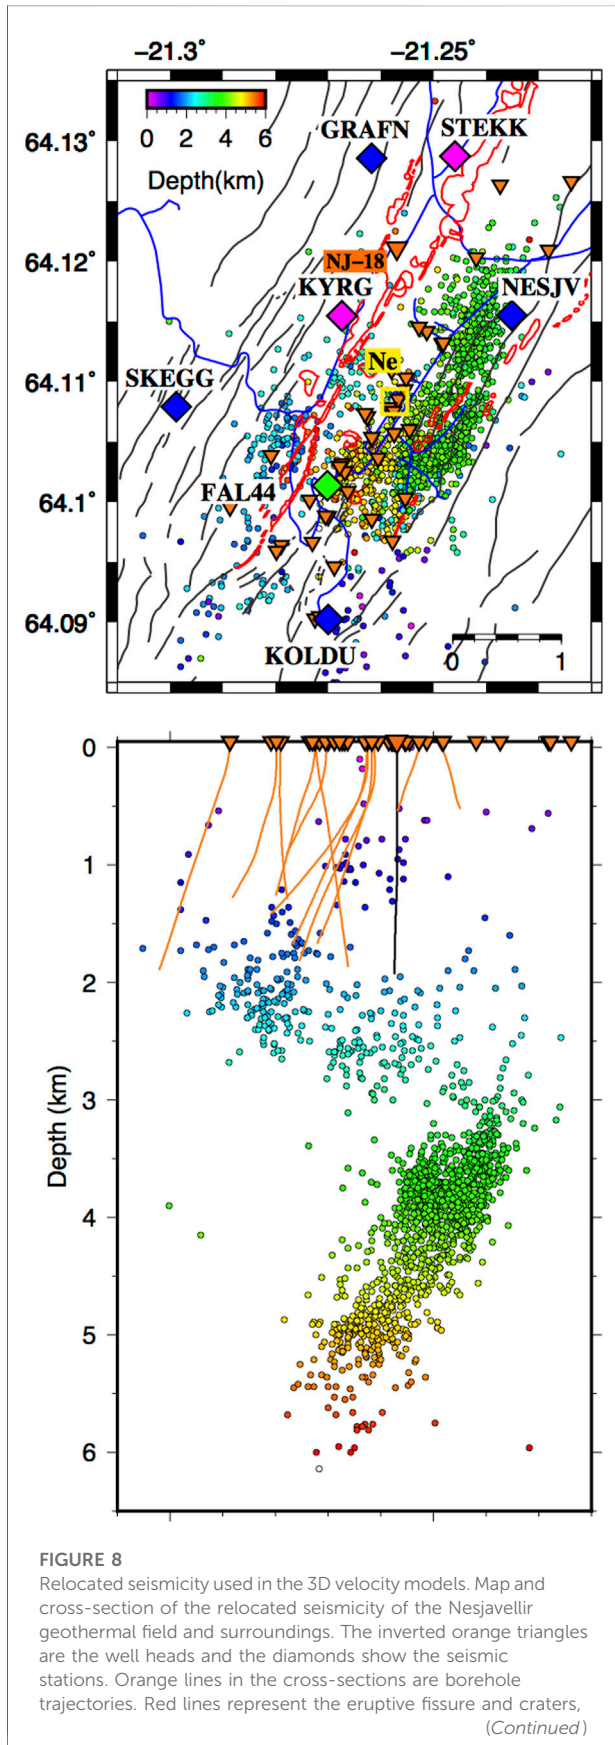 −21.3˚ −21.25˚
64.13˚
64.12˚
64.11˚
64.1˚
64.09˚
0 2 4 6
Depth(km)
GRAFN STEKK
NJ−18
KYRG NESJV
Ne
SKEGG
FAL44
KOLDU
0 1
0
1
2
3
4
5
6
Depth (km)
FIGURE 8
Relocated seismicity used in the 3D velocity models. Map and
cross-section of the relocated seismicity of the Nesjavellir
geothermal field and surroundings. The inverted orange triangles
are the well heads and the diamonds show the seismic
stations. Orange lines in the cross-sections are borehole
trajectories. Red lines represent the eruptive fissure and craters,
(Continued)